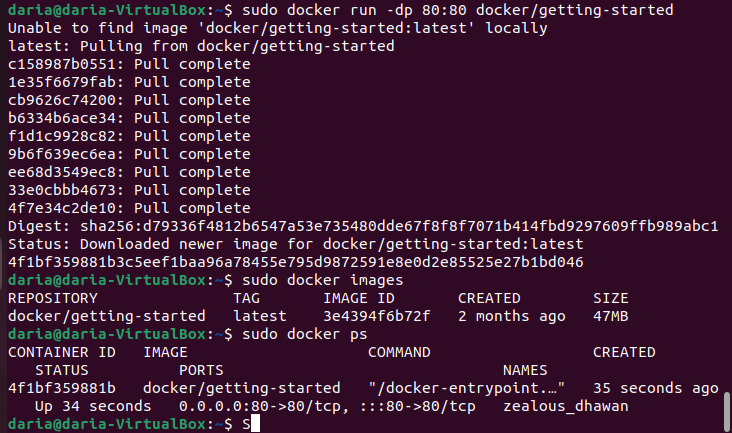 daria@daria-VirtualBox:~$ sudo docker run -dp 80:80 docker/getting-started
Unable to find image 'docker/getting-started:latest' locally
latest: Pulling from docker/getting-started
c158987b0551: Pull complete
1e35f6679fab: Pull complete
cb9626c74200: Pull complete
b6334b6ace34: Pull complete
f1d1c9928c82: Pull complete
9b6f639ec6ea: Pull complete
ee68d3549ec8: Pull complete
33e0cbbb4673: Pull complete
4f7e34c2de10: Pull complete
Digest: sha256:d79336f4812b6547a53e735480dde67f8f8f7071b414fbd9297609ffb989abc1
Status: Downloaded newer image for docker/getting-started:latest
4f1bf359881b3c5eef1baa96a78455e795d9872591e8e0d2e85525e27b1bd046
daria@daria-VirtualBox:~$ sudo docker images
REPOSITORY               TAG       IMAGE ID       CREATED        SIZE
docker/getting-started   latest    3e4394f6b72f   2 months ago   47MB
daria@daria-VirtualBox:~$ sudo docker ps
CONTAINER ID   IMAGE                    COMMAND                  CREATED
   STATUS          PORTS                               NAMES
4f1bf359881b   docker/getting-started   "/docker-entrypoint.…"   35 seconds ago
   Up 34 seconds   0.0.0.0:80->80/tcp, :::80->80/tcp   zealous_dhawan
daria@daria-VirtualBox:~$ S